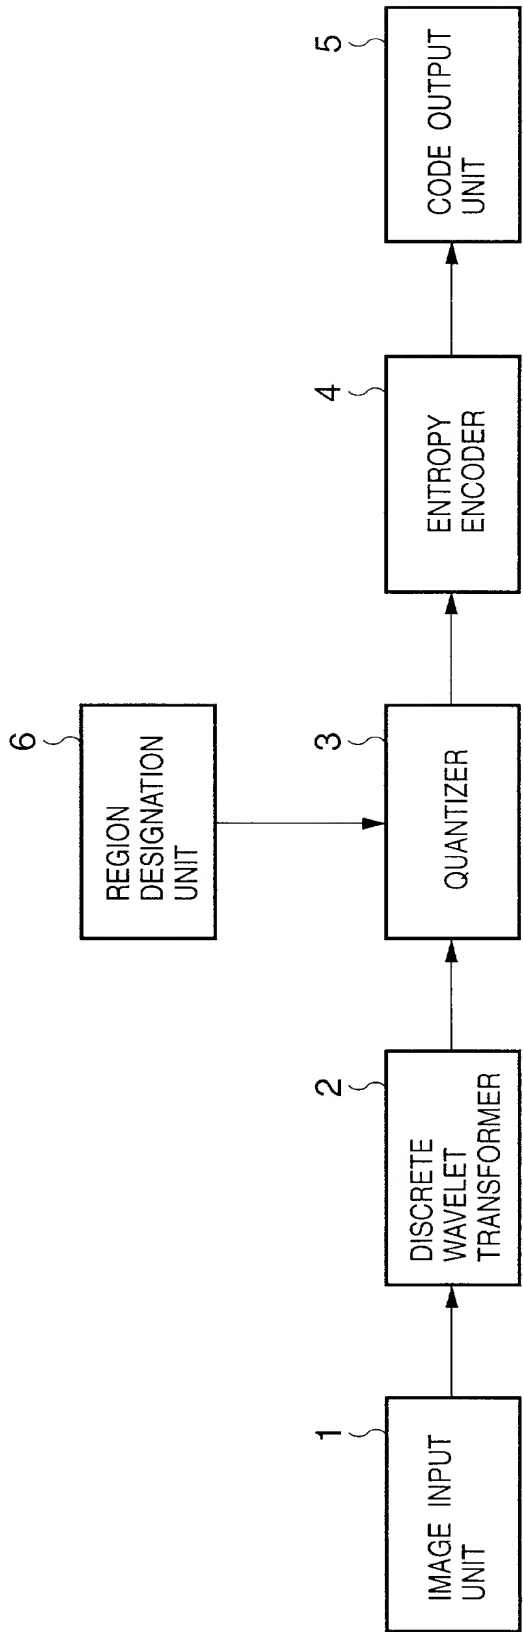 1
IMAGE INPUT
UNIT
2
DISCRETE
WAVELET
TRANSFORMER
6
REGION
DESIGNATION
UNIT
3
QUANTIZER
4
ENTROPY
ENCODER
5
CODE OUTPUT
UNIT